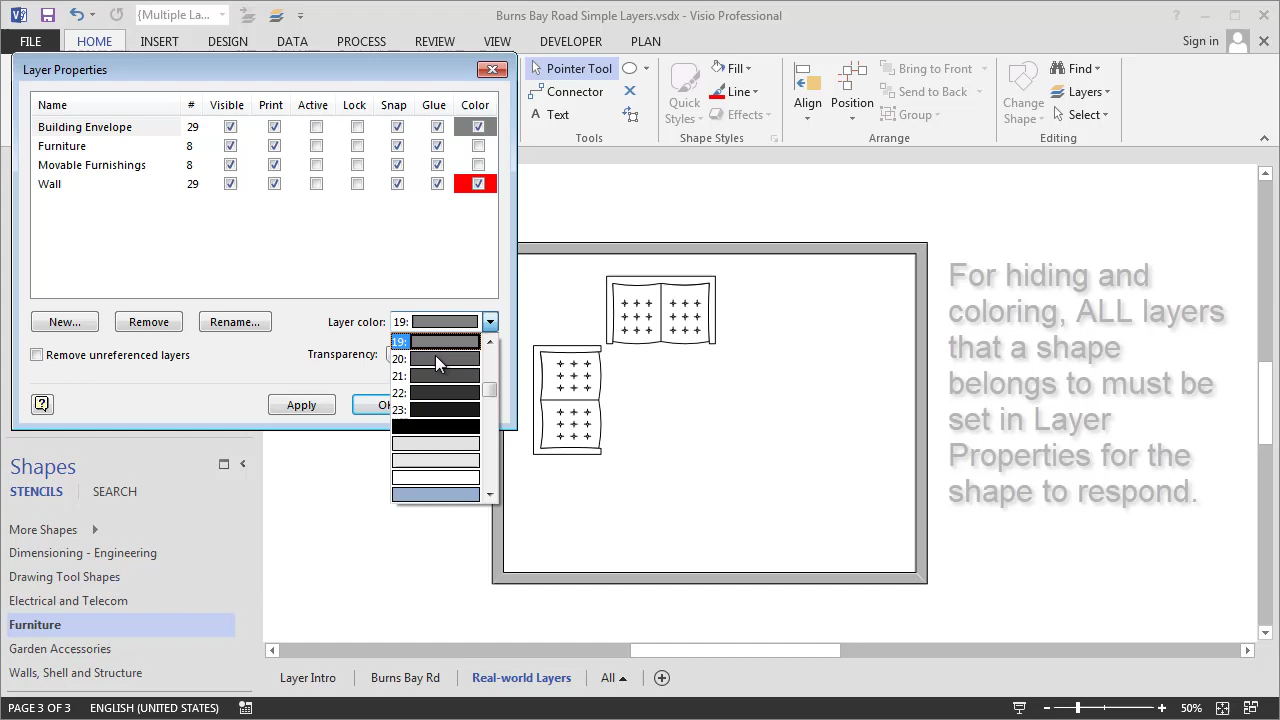 {Multiple La...
Burns Bay Road Simple Layers.vsdx - Visio Professional
?
FILE
HOME
INSERT
DESIGN
DATA
PROCESS
REVIEW
VIEW
DEVELOPER
PLAN
Sign in
Layer Properties
Name # Visible Print Active Lock Snap Glue Color
Building Envelope 29
Furniture 8
Movable Furnishings 8
Wall 29
New...
Remove
Rename...
Layer color:
19:
Remove unreferenced layers
Transparency:
19:
20:
21:
22:
23:
?
Apply
OK
Pointer Tool
Connector
A Text
Tools
Quick
Styles
Fill
Line
Effects
Shape Styles
Align
Position
Bring to Front
Send to Back
Group
Arrange
Change
Shape
Find
Layers
Select
Editing
For hiding and
coloring, ALL layers
that a shape
belongs to must be
set in Layer
Properties for the
shape to respond.
Shapes
STENCILS
SEARCH
More Shapes
Dimensioning - Engineering
Drawing Tool Shapes
Electrical and Telecom
Furniture
Garden Accessories
Walls, Shell and Structure
Layer Intro
Burns Bay Rd
Real-world Layers
All
PAGE 3 OF 3
ENGLISH (UNITED STATES)
50%